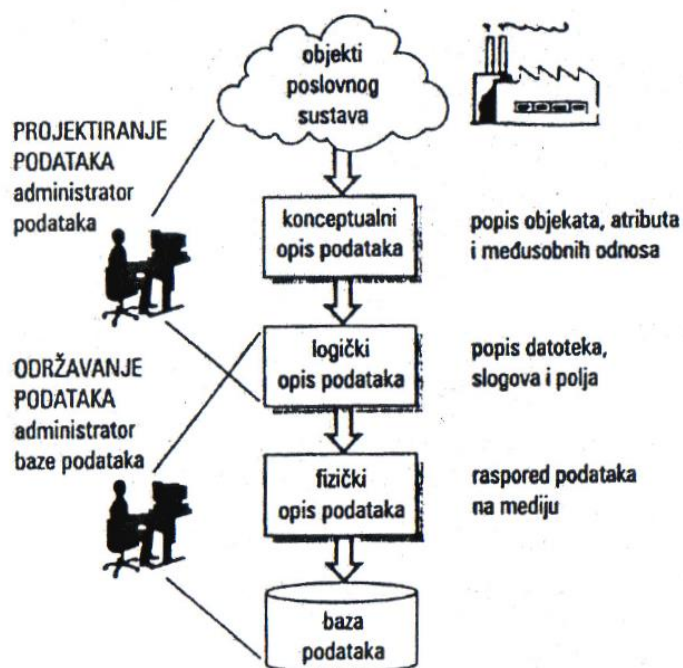 objekti
poslovnog
sustava
PROJEKTIRANJE
PODATAKA
administrator
podataka
konceptualni
opis podataka
popis objekata, atributa
i međusobnih odnosa
logički
opis podataka
popis datoteka,
slogova i polja
ODRŽAVANJE
PODATAKA
administrator
baze podataka
fizički
opis podataka
raspored podataka
na mediju
baza
podataka